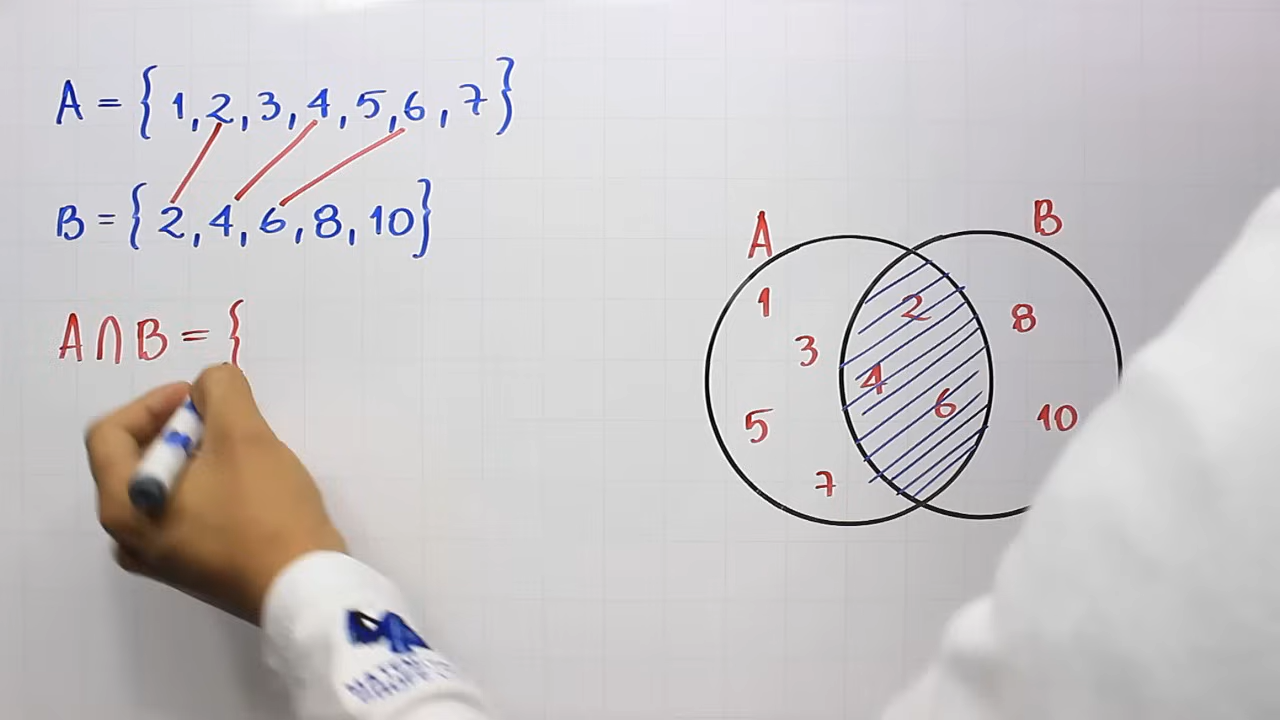 A = {1, 2, 3, 4, 5, 6, 7}
B = {2, 4, 6, 8, 10}
A∩B = {
A
B
1
2
8
3
4
6
5
10
7